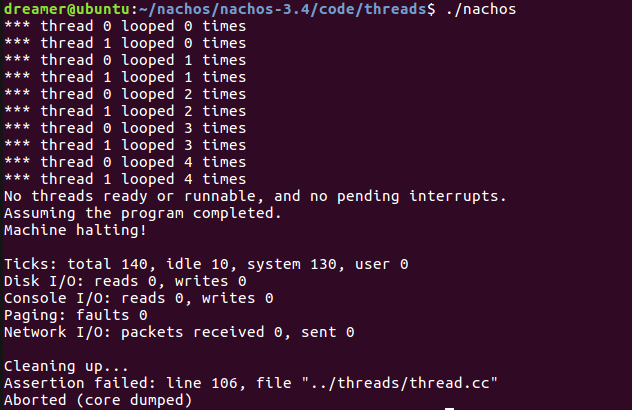 dreamer@ubuntu:~/nachos/nachos-3.4/code/threads$ ./nachos
*** thread 0 looped 0 times
*** thread 1 looped 0 times
*** thread 0 looped 1 times
*** thread 1 looped 1 times
*** thread 0 looped 2 times
*** thread 1 looped 2 times
*** thread 0 looped 3 times
*** thread 1 looped 3 times
*** thread 0 looped 4 times
*** thread 1 looped 4 times
No threads ready or runnable, and no pending interrupts.
Assuming the program completed.
Machine halting!

Ticks: total 140, idle 10, system 130, user 0
Disk I/O: reads 0, writes 0
Console I/O: reads 0, writes 0
Paging: faults 0
Network I/O: packets received 0, sent 0

Cleaning up...
Assertion failed: line 106, file "../threads/thread.cc"
Aborted (core dumped)